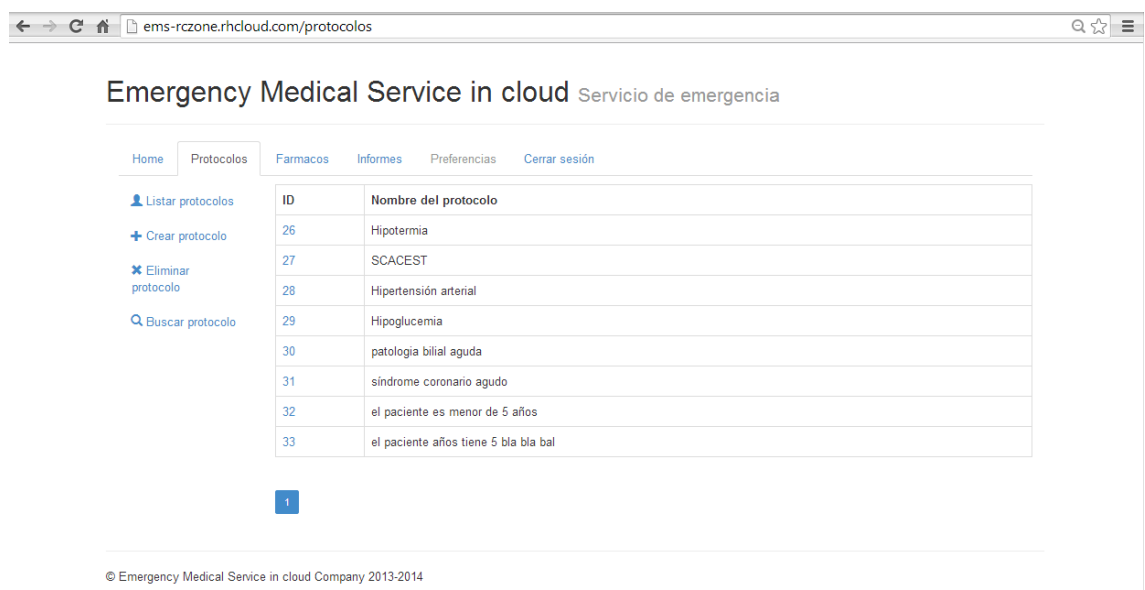 ems-rczone.rhcloud.com/protocolos
Emergency Medical Service in cloud Servicio de emergencia
Home Protocolos Farmacos Informes Preferencias Cerrar sesión
Listar protocolos
Crear protocolo
Eliminar
protocolo
Buscar protocolo
ID Nombre del protocolo
26 Hipotermia
27 SCACEST
28 Hipertensión arterial
29 Hipoglucemia
30 patologia bilial aguda
31 síndrome coronario agudo
32 el paciente es menor de 5 años
33 el paciente años tiene 5 bla bla bal
1
© Emergency Medical Service in cloud Company 2013-2014